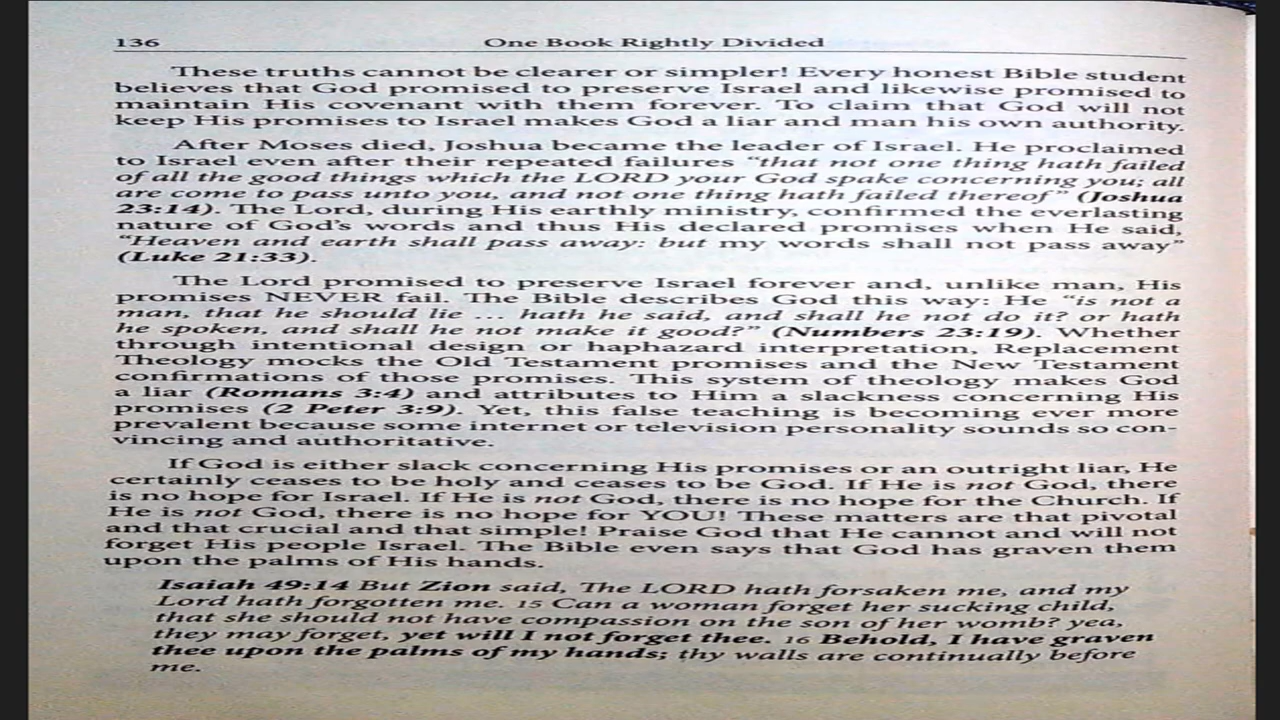 136 One Book Rightly Divided
These truths cannot be clearer or simpler! Every honest Bible student
believes that God promised to preserve Israel and likewise promised to
maintain His covenant with them forever. To claim that God will not
keep His promises to Israel makes God a liar and man his own authority.
After Moses died, Joshua became the leader of Israel. He proclaimed
to Israel even after their repeated failures “that not one thing hath failed
of all the good things which the LORD your God spake concerning you; all
are come to pass unto you, and not one thing hath failed thereof” (Joshua
23:14). The Lord, during His earthly ministry, confirmed the everlasting
nature of God’s words and thus His declared promises when He said,
“Heaven and earth shall pass away: but my words shall not pass away”
(Luke 21:33).
The Lord promised to preserve Israel forever and, unlike man, His
promises NEVER fail. The Bible describes God this way: He “is not a
man, that he should lie ... hath he said, and shall he not do it? or hath
he spoken, and shall he not make it good?” (Numbers 23:19). Whether
through intentional design or haphazard interpretation, Replacement
Theology mocks the Old Testament promises and the New Testament
confirmations of those promises. This system of theology makes God
a liar (Romans 3:4) and attributes to Him a slackness concerning His
promises (2 Peter 3:9). Yet, this false teaching is becoming ever more
prevalent because some internet or television personality sounds so con-
vincing and authoritative.
If God is either slack concerning His promises or an outright liar, He
certainly ceases to be holy and ceases to be God. If He is not God, there
is no hope for Israel. If He is not God, there is no hope for the Church. If
He is not God, there is no hope for YOU! These matters are that pivotal
and that crucial and that simple! Praise God that He cannot and will not
forget His people Israel. The Bible even says that God has graven them
upon the palms of His hands.
Isaiah 49:14 But Zion said, The LORD hath forsaken me, and my
Lord hath forgotten me. 15 Can a woman forget her sucking child,
that she should not have compassion on the son of her womb? yea,
they may forget, yet will I not forget thee. 16 Behold, I have graven
thee upon the palms of my hands; thy walls are continually before
me.